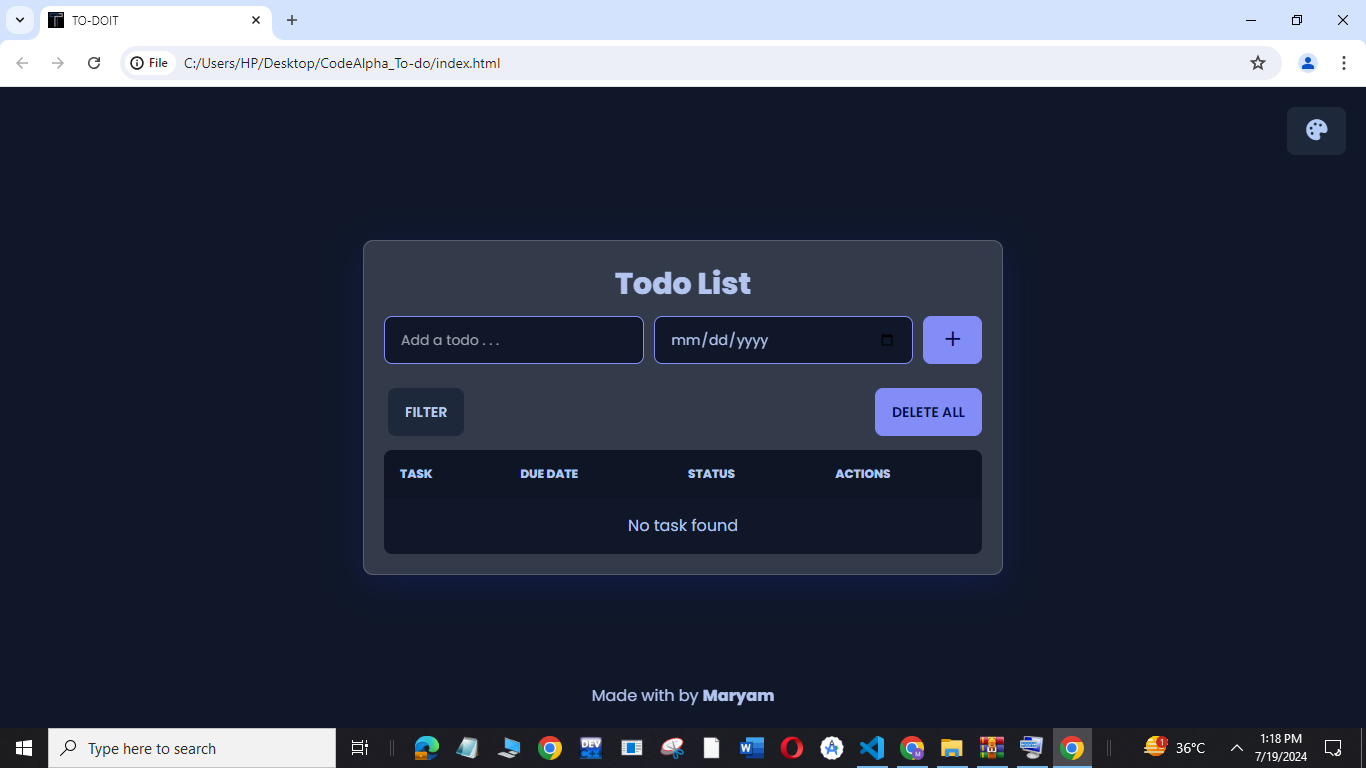 TO-DOIT
File C:/Users/HP/Desktop/CodeAlpha_To-do/index.html
Todo List
Add a todo . . . mm/dd/yyyy +
FILTER DELETE ALL
TASK DUE DATE STATUS ACTIONS
No task found
Made with by Maryam
Type here to search DEV W 1 36°C 1:18 PM
7/19/2024